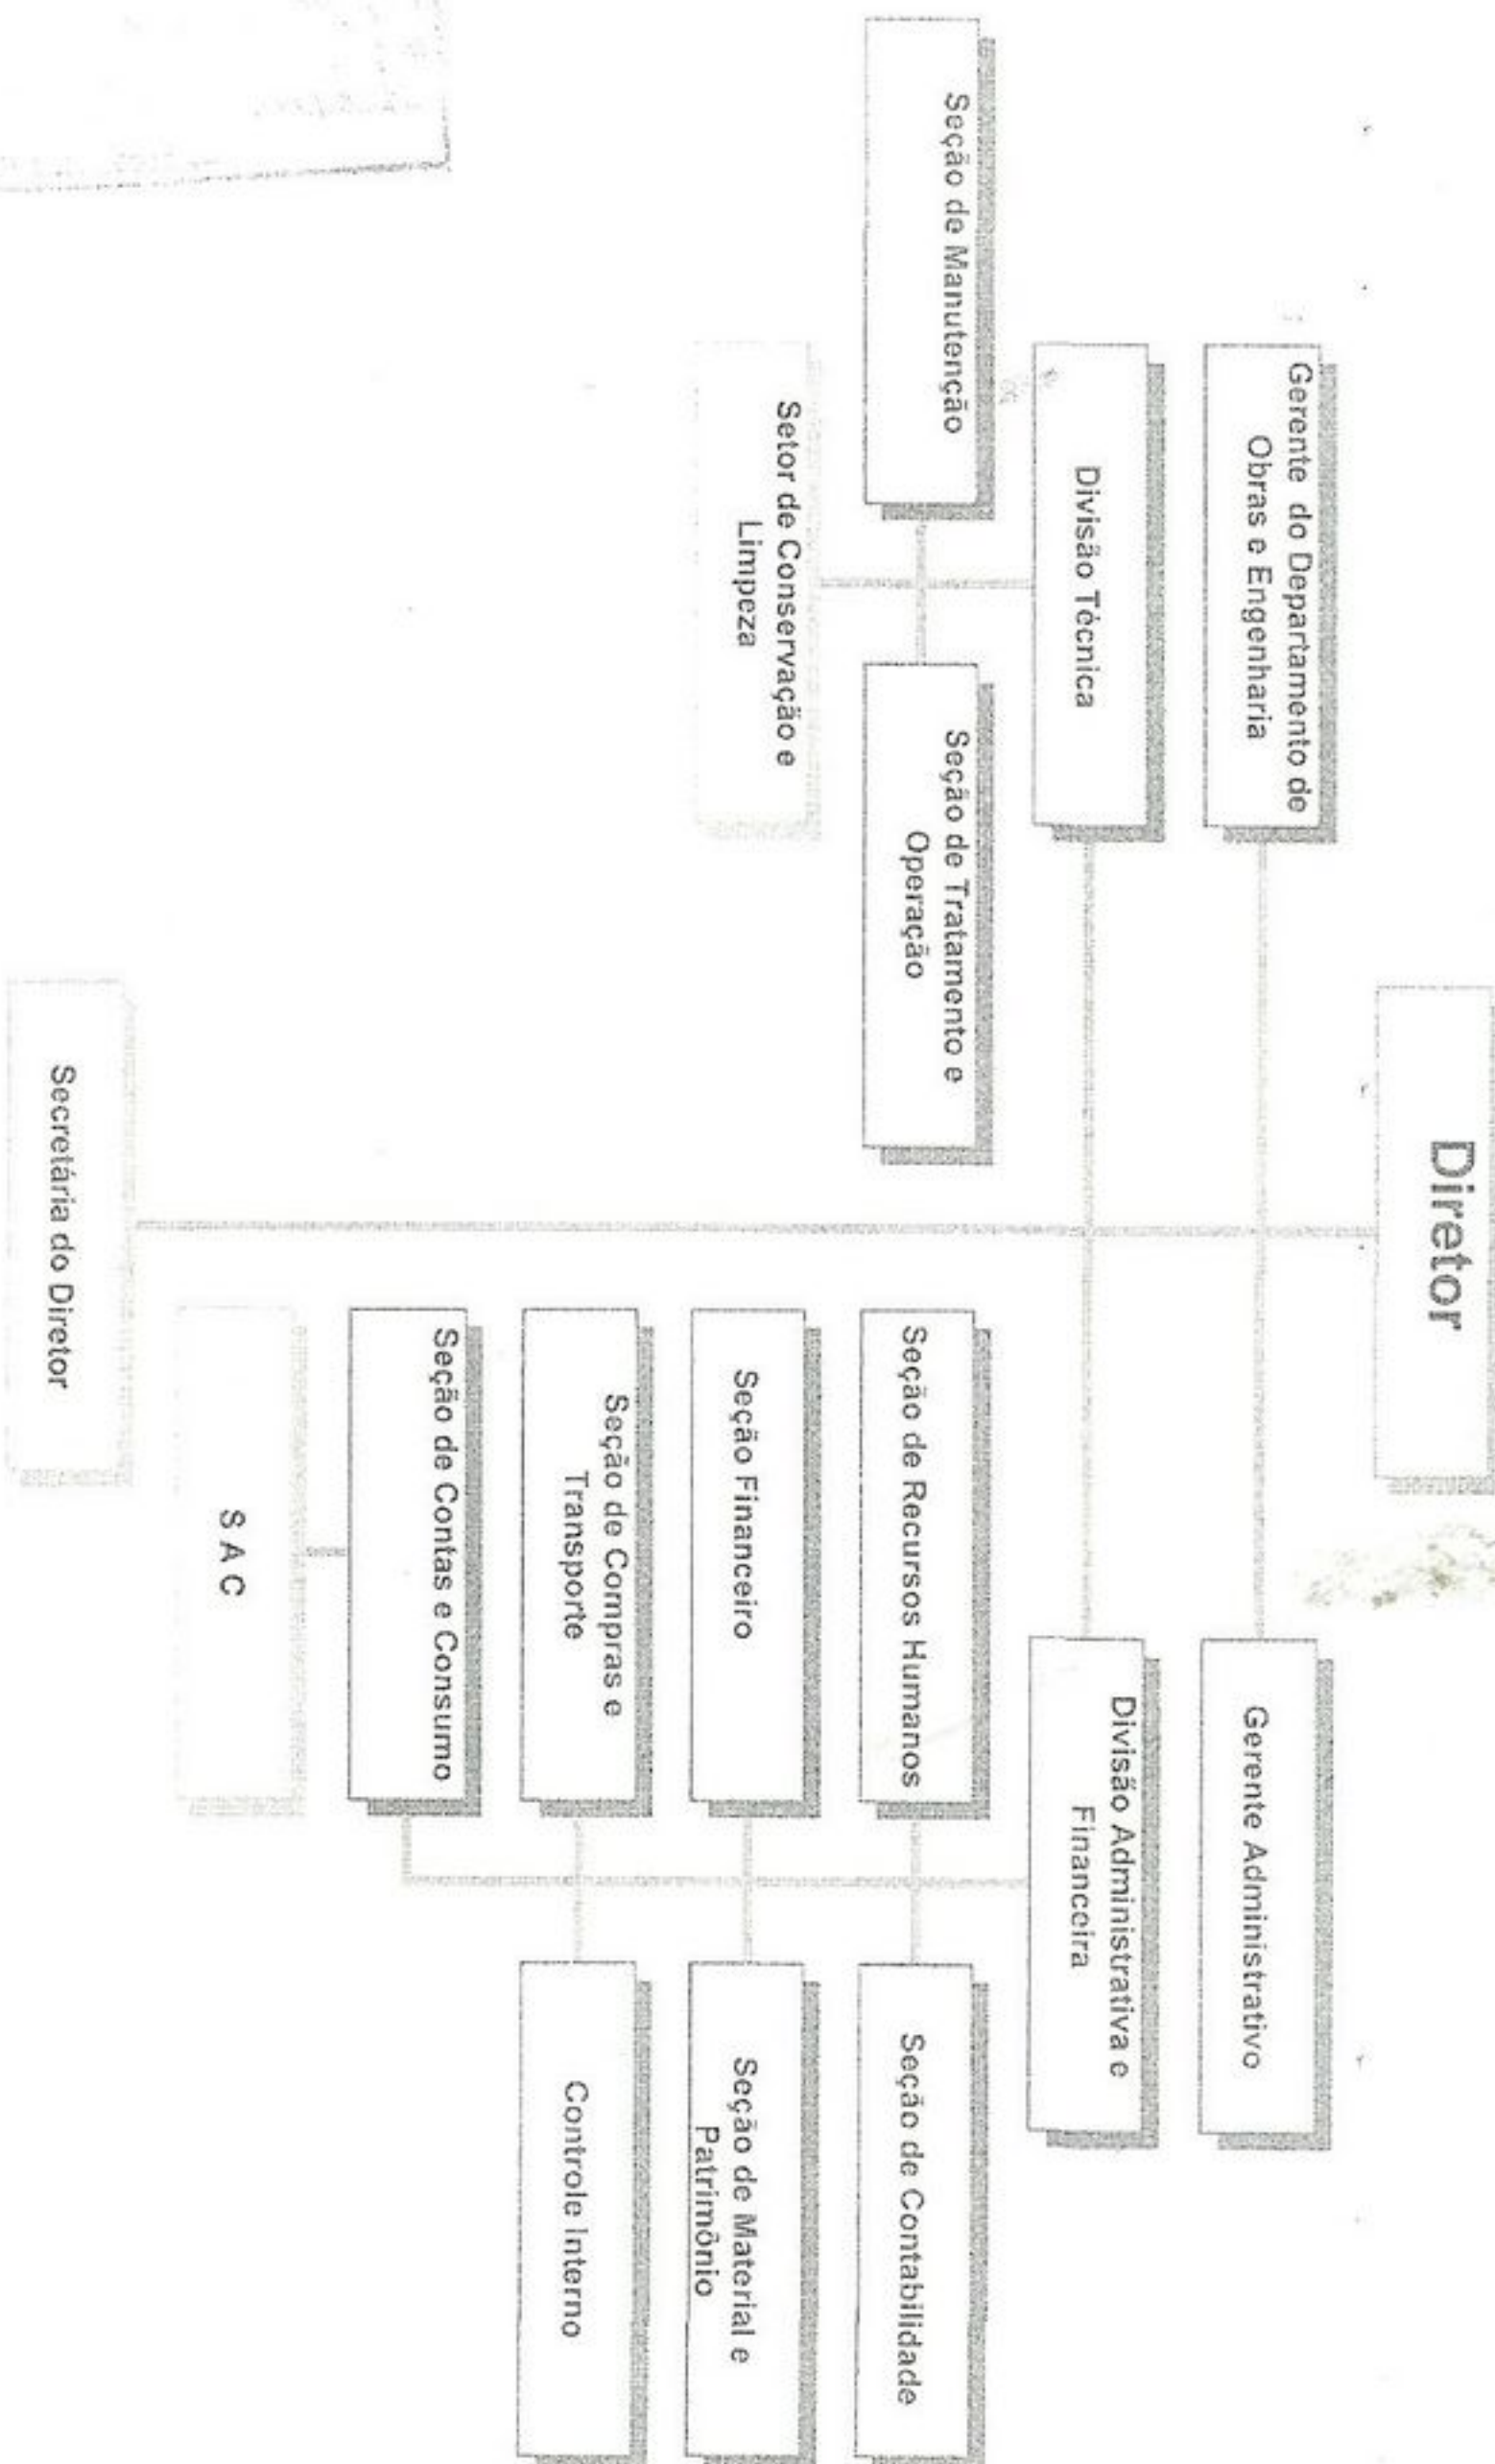 Diretor
Gerente do Departamento de
Obras e Engenharia
Gerente Administrativo
Divisão Técnica
Divisão Administrativa e
Financeira
Seção de Manutenção
Seção de Tratamento e
Operação
Seção de Recursos Humanos
Seção de Contabilidade
Setor de Conservação e
Limpeza
Seção Financeiro
Seção de Material e
Patrimônio
Seção de Compras e
Transporte
Controle Interno
Seção de Contas e Consumo
S A C
Secretária do Diretor